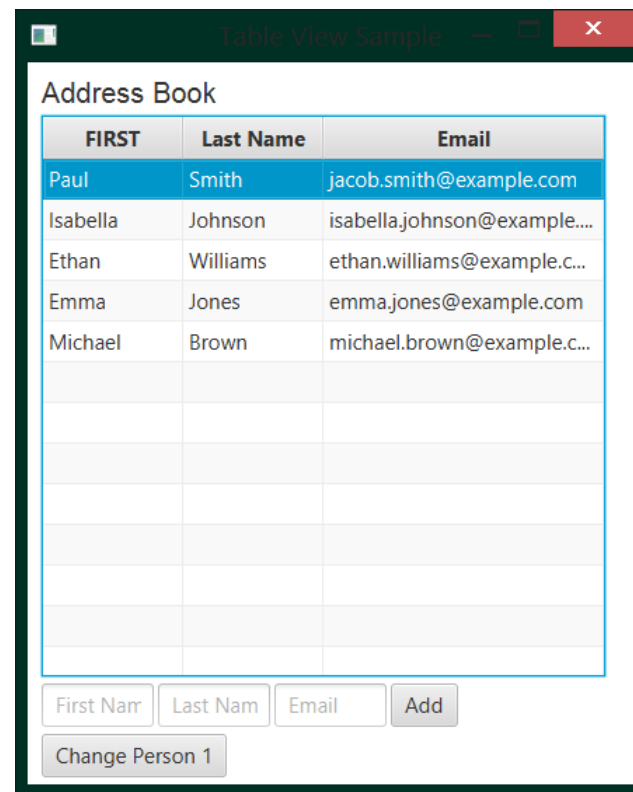 Table View Sample
Address Book
FIRST Last Name Email
Paul Smith jacob.smith@example.com
Isabella Johnson isabella.johnson@example....
Ethan Williams ethan.williams@example.c...
Emma Jones emma.jones@example.com
Michael Brown michael.brown@example.c...
First Nam Last Nam Email Add
Change Person 1